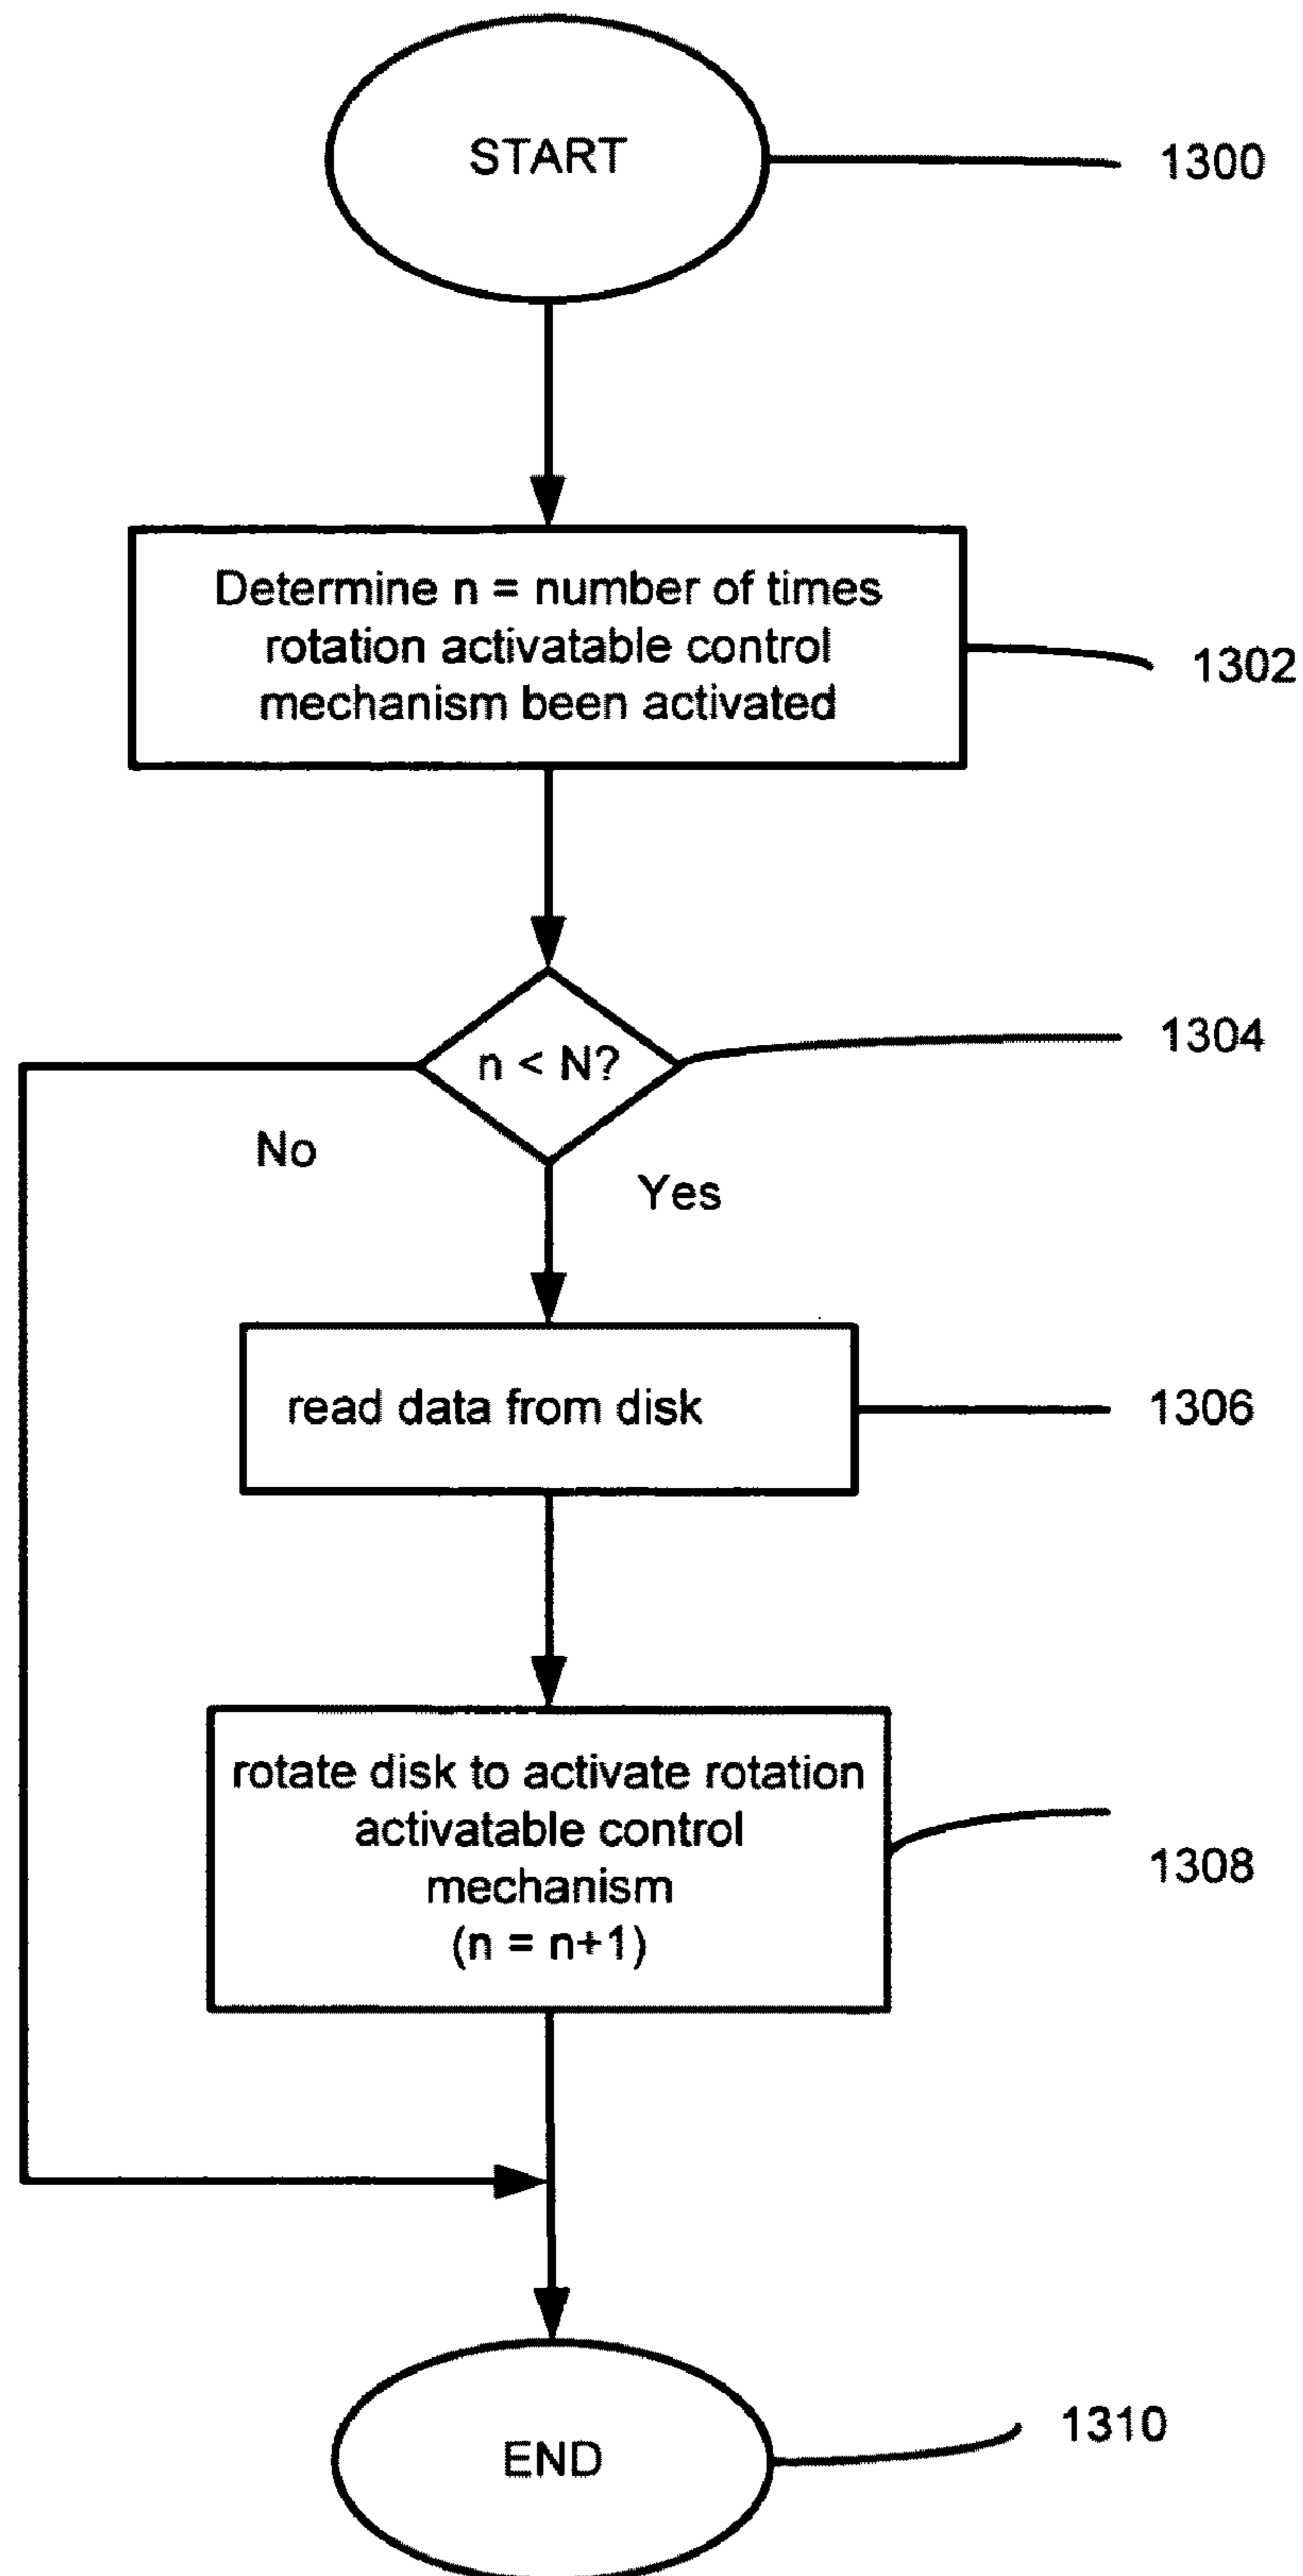 START
1300
Determine n = number of times
rotation activatable control
mechanism been activated
1302
n < N?
1304
No
Yes
read data from disk
1306
rotate disk to activate rotation
activatable control
mechanism
(n = n+1)
1308
END
1310